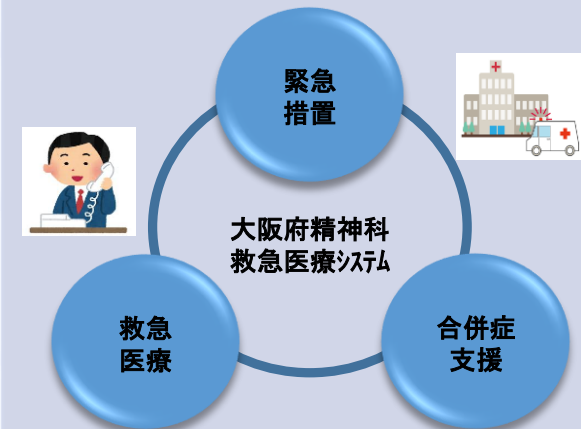 緊急
措置
大阪府精神科
救急医療ｼｽﾃﾑ
救急
医療
合併症
支援